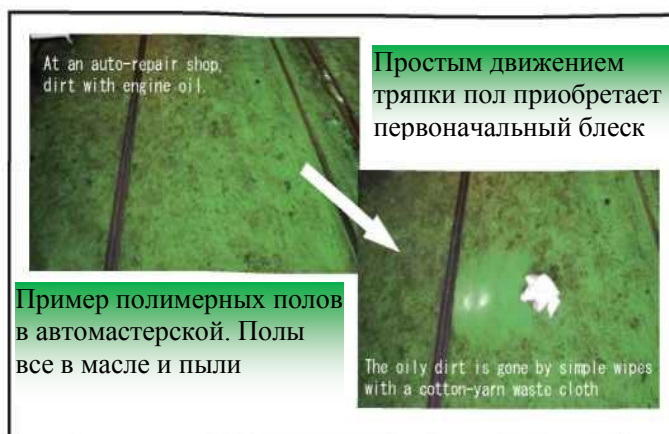 At an auto-repair shop,
dirt with engine oil.
Простым движением
тряпки пол приобретает
первоначальный блеск
Пример полимерных полов
в автомастерской. Полы
все в масле и пыли
The oily dirt is gone by simple wipes
with a cotton-yarn waste cloth